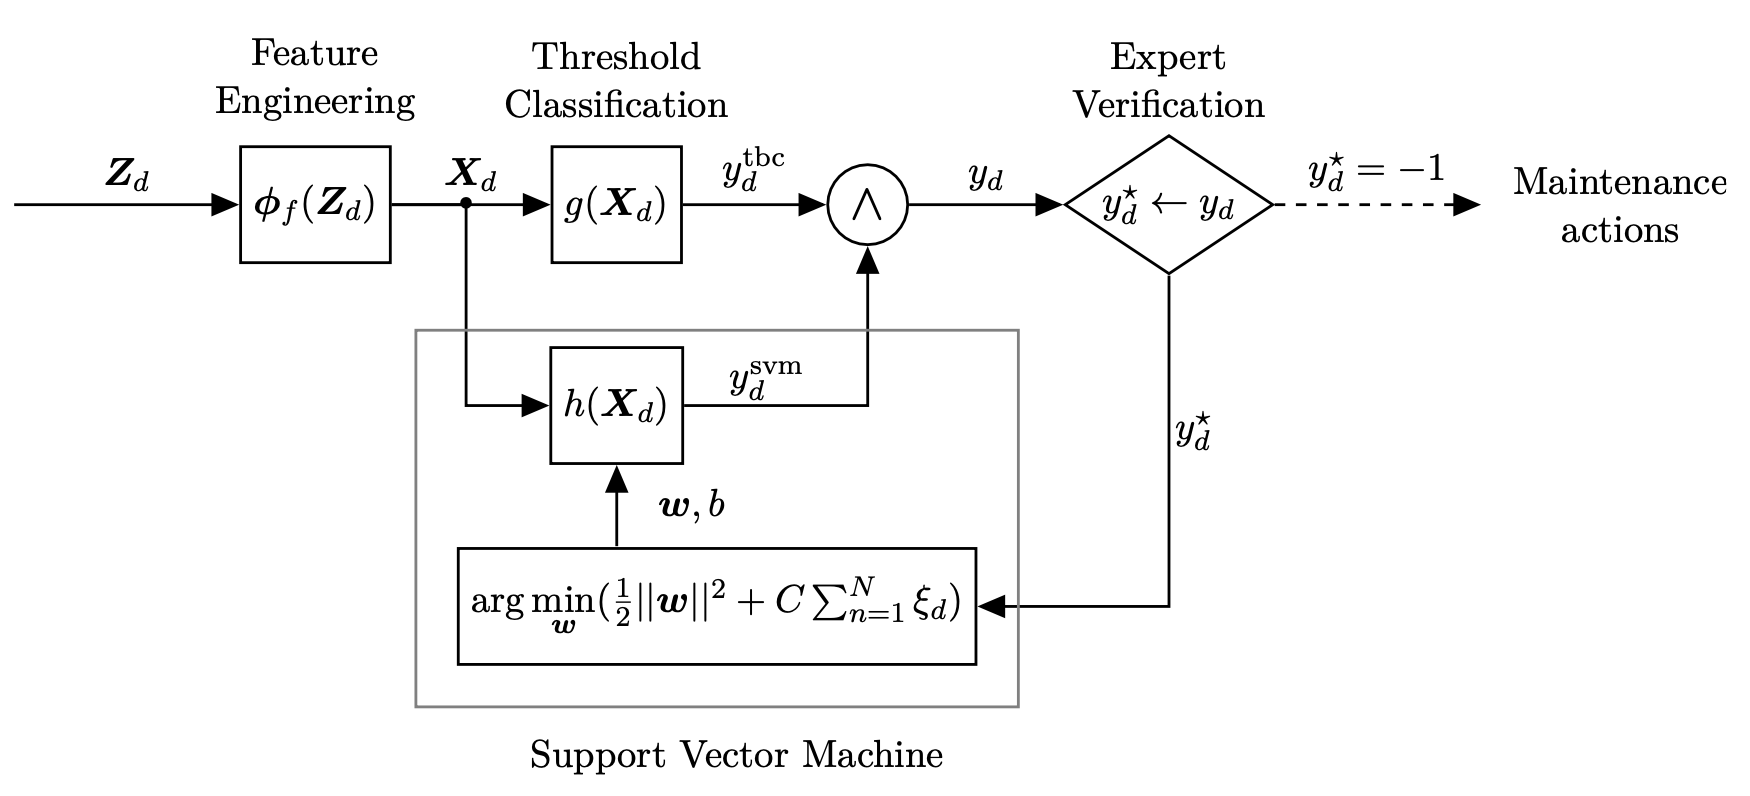 Feature
Engineering
Threshold
Classification
Expert
Verification
Z_d
ϕ_f(Z_d)
X_d
g(X_d)
y_d^tbc
∧
y_d
y_d^⋆ ← y_d
y_d^⋆ = −1
Maintenance
actions
h(X_d)
y_d^svm
y_d^⋆
w, b
arg min_w(½||w||² + C ∑_{n=1}^N ξ_d)
Support Vector Machine